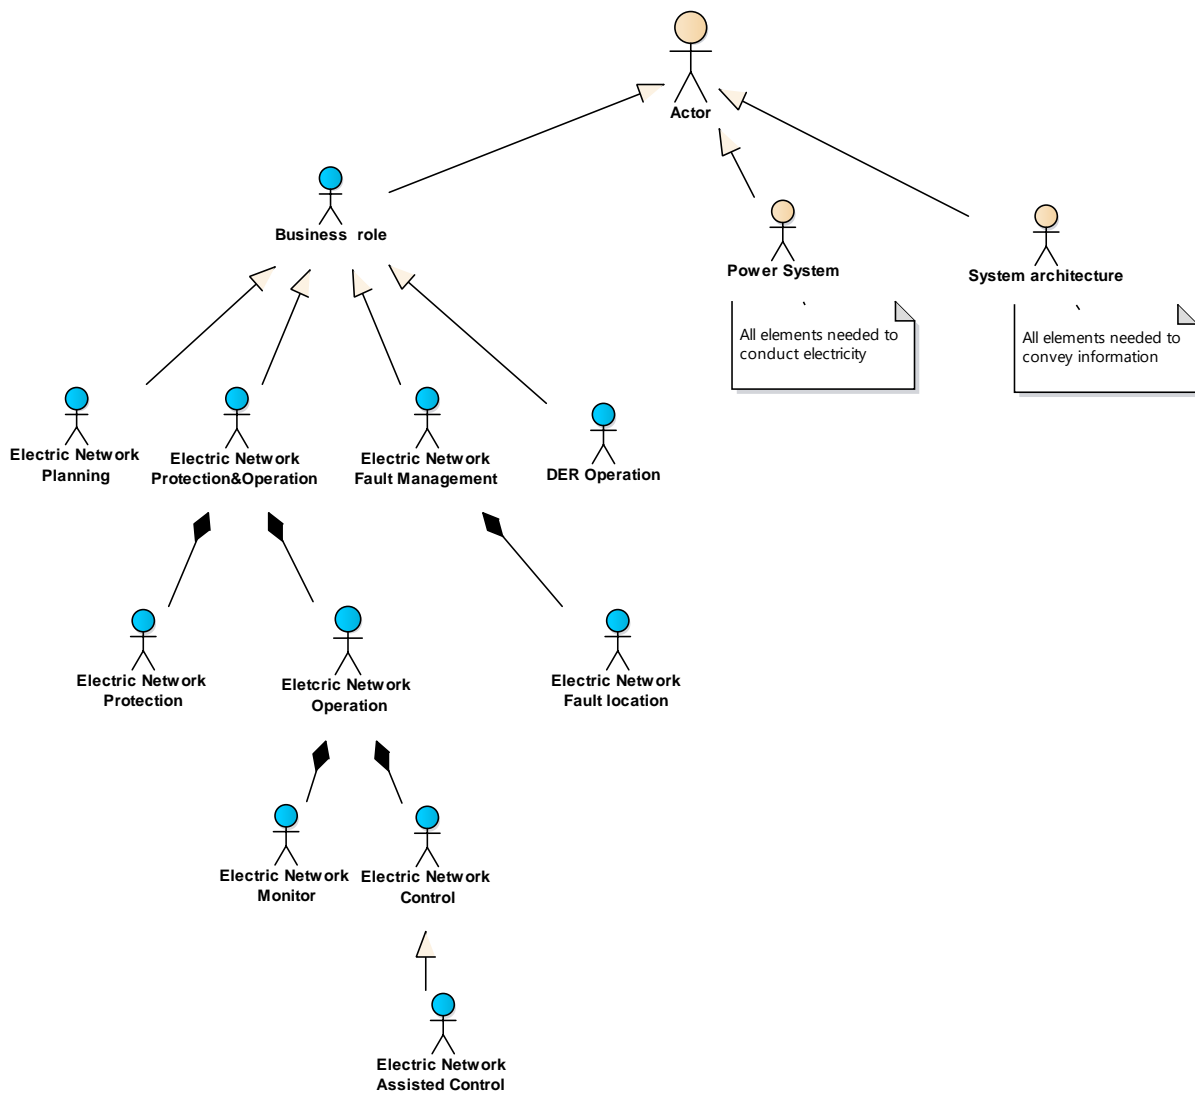 Actor
Business  role
Power System
System architecture
All elements needed to
conduct electricity
All elements needed to
convey information
Electric Network
Planning
Electric Network
Protection&Operation
Electric Network
Fault Management
DER Operation
Electric Network
Protection
Eletcric Network
Operation
Electric Network
Fault location
Electric Network
Monitor
Electric Network
Control
Electric Network
Assisted Control